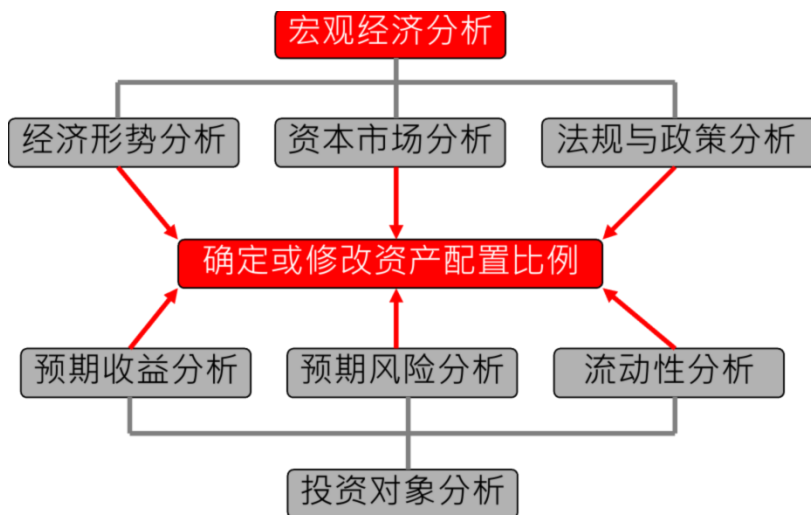 宏观经济分析
经济形势分析
资本市场分析
法规与政策分析
确定或修改资产配置比例
预期收益分析
预期风险分析
流动性分析
投资对象分析